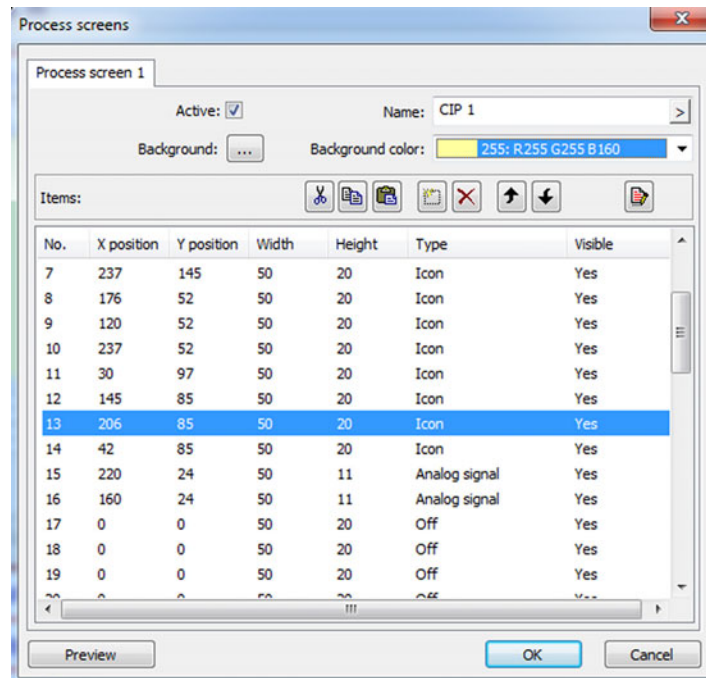 Process screens
Process screen 1
Active: Name: CIP 1 >
Background: ... Background color: 255: R255 G255 B160
Items:
No. X position Y position Width Height Type Visible
7 237 145 50 20 Icon Yes
8 176 52 50 20 Icon Yes
9 120 52 50 20 Icon Yes
10 237 52 50 20 Icon Yes
11 30 97 50 20 Icon Yes
12 145 85 50 20 Icon Yes
13 206 85 50 20 Icon Yes
14 42 85 50 20 Icon Yes
15 220 24 50 11 Analog signal Yes
16 160 24 50 11 Analog signal Yes
17 0 0 50 20 Off Yes
18 0 0 50 20 Off Yes
19 0 0 50 20 Off Yes
Preview OK Cancel